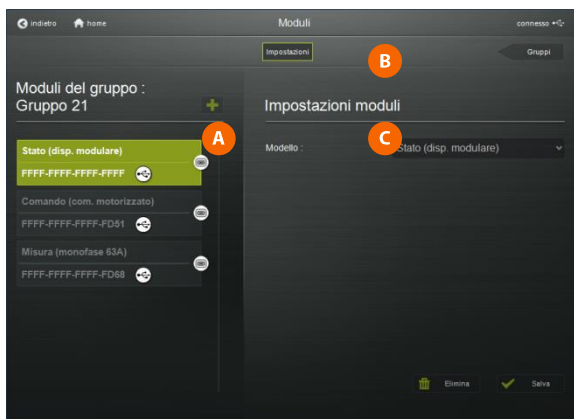 indietro home Moduli connesso
Impostazioni B Gruppi
Moduli del gruppo :
Gruppo 21
Impostazioni moduli
A
C
Stato (disp. modulare)
FFFF-FFFF-FFFF-FFFF
Modello : Stato (disp. modulare)
Comando (com. motorizzato)
FFFF-FFFF-FFFF-FD51
Misura (monofase 63A)
FFFF-FFFF-FFFF-FD68
Elimina Salva